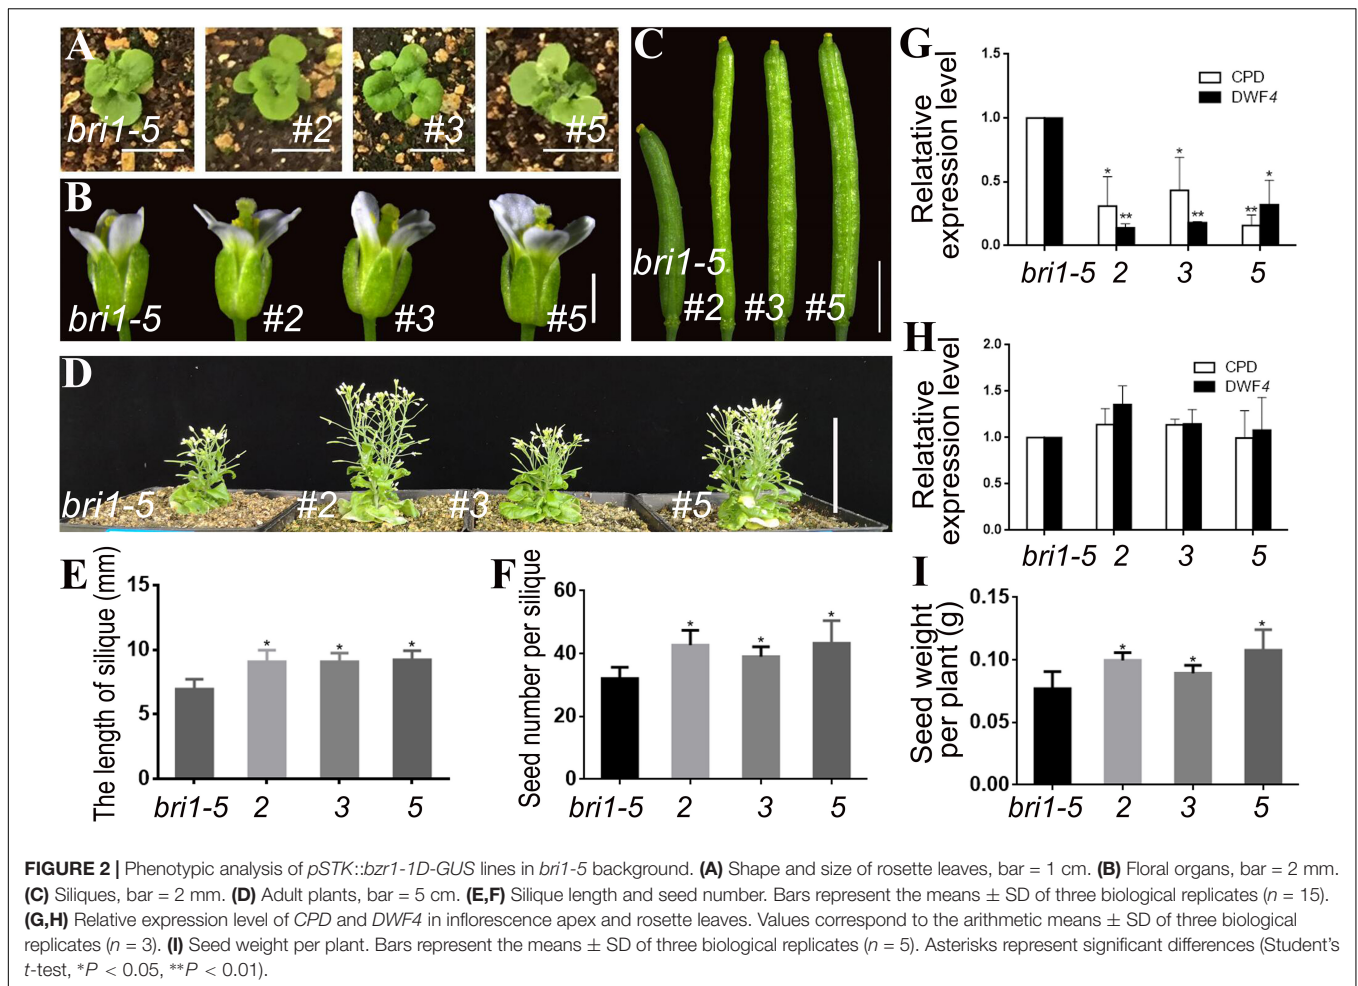 A
bri1-5
#2
#3
#5
B
bri1-5
#2
#3
#5
C
bri1-5
#2
#3
#5
D
bri1-5
#2
#3
#5
E
The length of silique (mm)
15
10
5
0
*
*
*
bri1-5 2 3 5
F
Seed number per silique
60
40
20
0
*
*
*
bri1-5 2 3 5
G
Relatative
expression level
1.5
1.0
0.5
0.0
CPD
DWF4
*
**
*
**
**
*
bri1-5 2 3 5
H
Relatative
expression level
2.0
1.5
1.0
0.5
0.0
CPD
DWF4
bri1-5 2 3 5
I
Seed weight
per plant (g)
0.15
0.10
0.05
0.00
*
*
*
bri1-5 2 3 5
FIGURE 2 | Phenotypic analysis of pSTK::bzr1-1D-GUS lines in bri1-5 background. (A) Shape and size of rosette leaves, bar = 1 cm. (B) Floral organs, bar = 2 mm.
(C) Siliques, bar = 2 mm. (D) Adult plants, bar = 5 cm. (E,F) Silique length and seed number. Bars represent the means ± SD of three biological replicates (n = 15).
(G,H) Relative expression level of CPD and DWF4 in inflorescence apex and rosette leaves. Values correspond to the arithmetic means ± SD of three biological
replicates (n = 3). (I) Seed weight per plant. Bars represent the means ± SD of three biological replicates (n = 5). Asterisks represent significant differences (Student's
t-test, *P < 0.05, **P < 0.01).